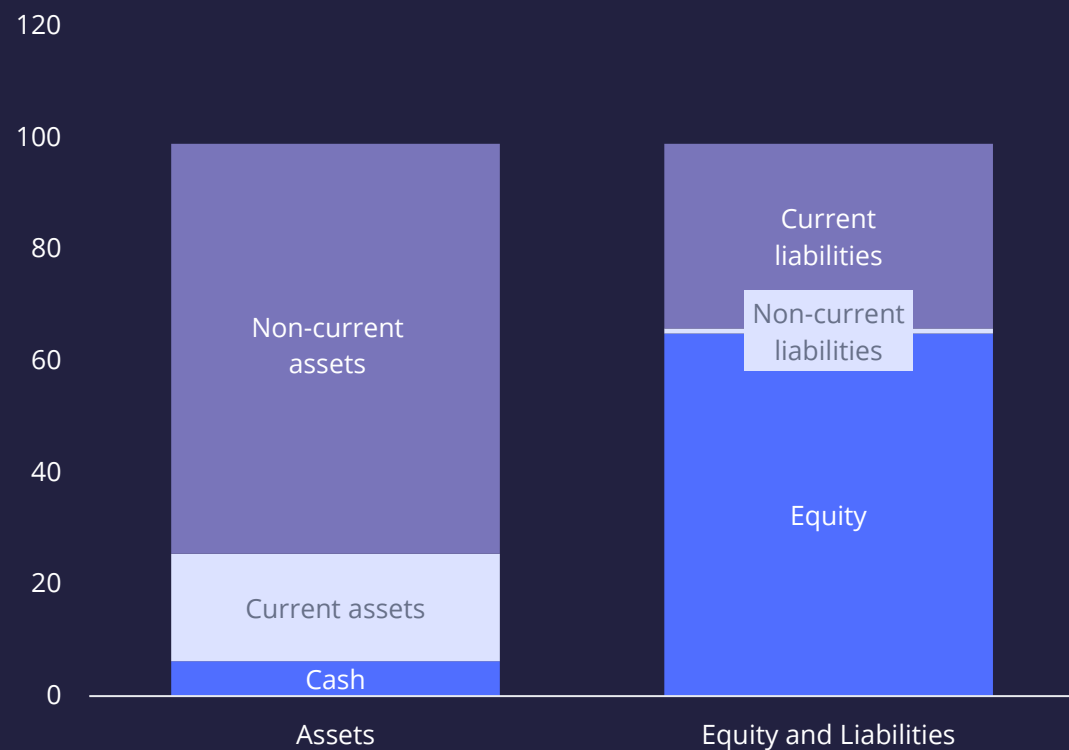 120
100
80
60
40
20
0
Non-current
assets
Current assets
Cash
Current
liabilities
Non-current
liabilities
Equity
Assets
Equity and Liabilities